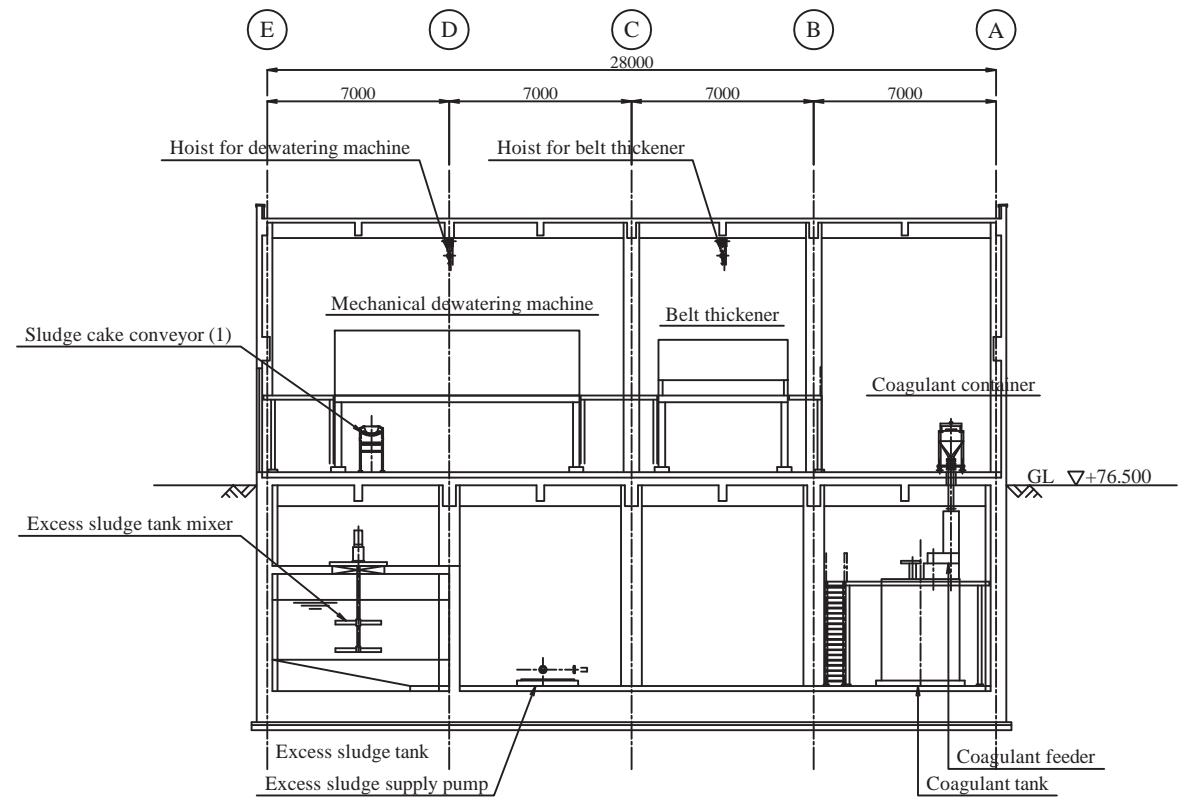 E D C B A
28000
7000 7000 7000 7000
Hoist for dewatering machine
Hoist for belt thickener
Mechanical dewatering machine
Belt thickener
Sludge cake conveyor (1)
Coagulant container
GL ▽+76.500
Excess sludge tank mixer
Excess sludge tank
Coagulant feeder
Excess sludge supply pump
Coagulant tank